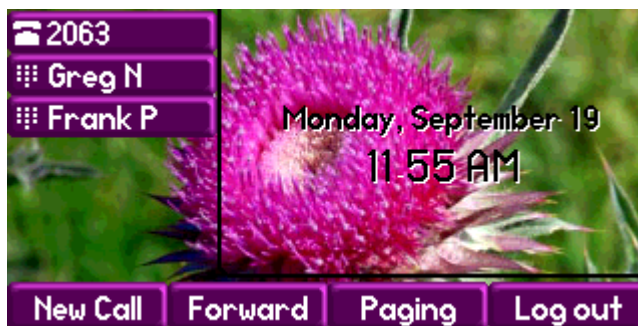 2063
Greg N
Frank P
Monday, September 19
11:55 AM
New Call
Forward
Paging
Log out